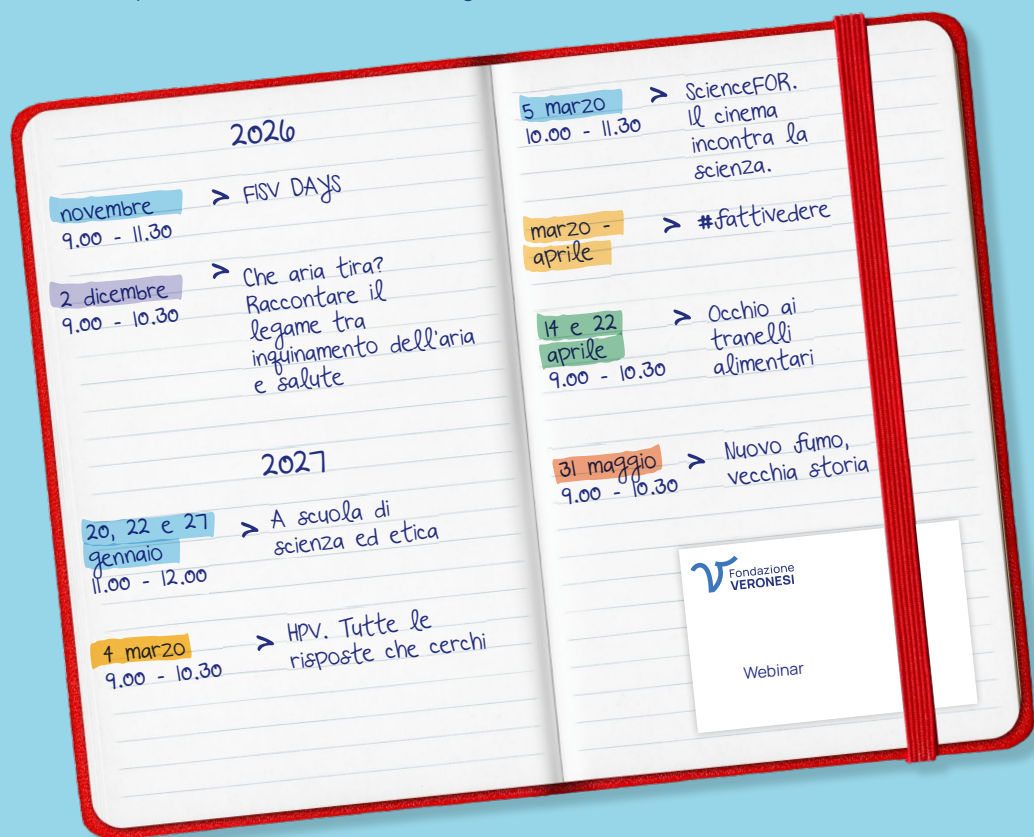 2026
novembre
9.00 - 11.30
> FISV DAYS
2 dicembre
9.00 - 10.30
> Che aria tira?
Raccontare il
legame tra
inquinamento dell'aria
e salute
2027
20, 22 e 27
gennaio
11.00 - 12.00
> A scuola di
scienza ed etica
4 marzo
9.00 - 10.30
> HPV. Tutte le
risposte che cerchi
5 marzo
10.00 - 11.30
> ScienceFOR.
Il cinema
incontra la
scienza.
marzo -
aprile
> #fattivedere
14 e 22
aprile
9.00 - 10.30
> Occhio ai
tranelli
alimentari
31 maggio
9.00 - 10.30
> Nuovo fumo,
vecchia storia
Fondazione
VERONESI
Webinar